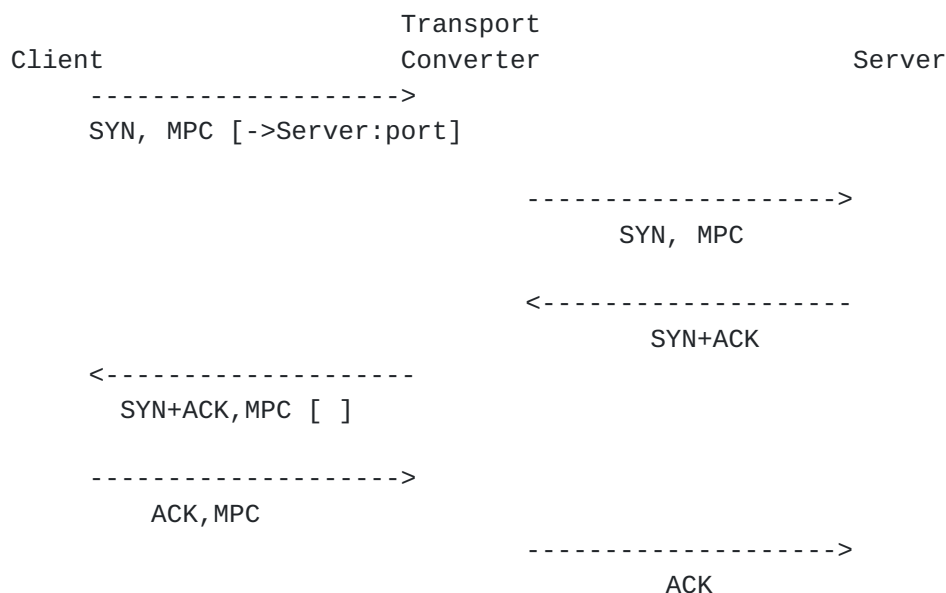 Transport
Client Converter Server
-------------------->
SYN, MPC [->Server:port]
-------------------->
SYN, MPC
<--------------------
SYN+ACK
<--------------------
SYN+ACK,MPC [ ]
-------------------->
ACK,MPC
-------------------->
ACK